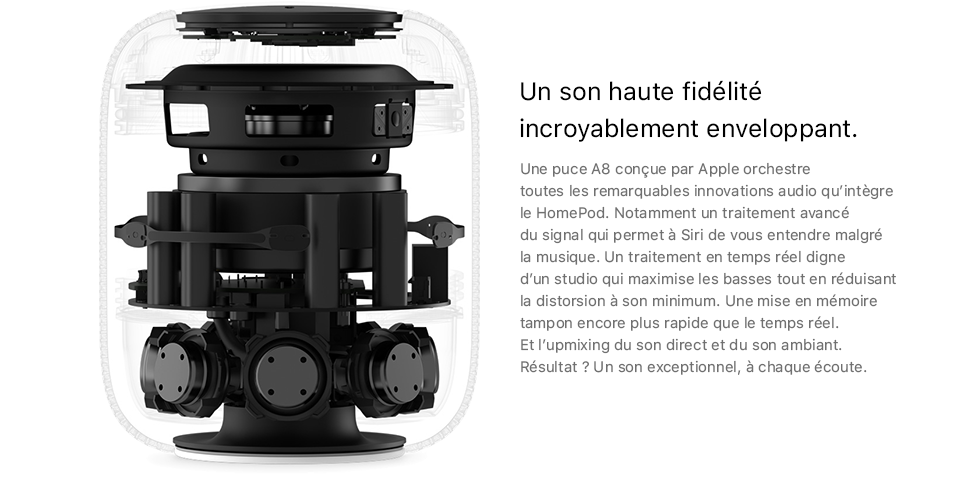 Un son haute fidélité
incroyablement enveloppant.
Une puce A8 conçue par Apple orchestre
toutes les remarquables innovations audio qu’intègre
le HomePod. Notamment un traitement avancé
du signal qui permet à Siri de vous entendre malgré
la musique. Un traitement en temps réel digne
d’un studio qui maximise les basses tout en réduisant
la distorsion à son minimum. Une mise en mémoire
tampon encore plus rapide que le temps réel.
Et l’upmixing du son direct et du son ambiant.
Résultat ? Un son exceptionnel, à chaque écoute.